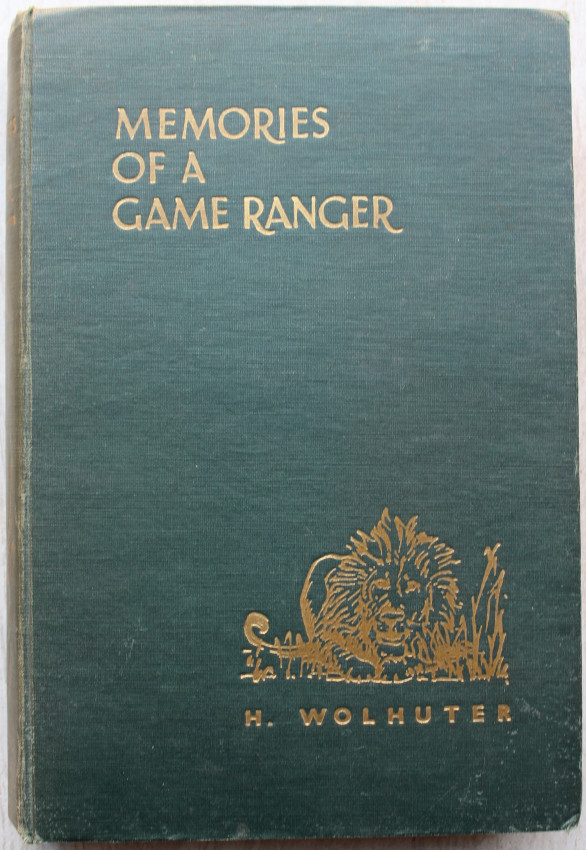 MEMORIES
OF A
GAME RANGER
H. WOLHUTER